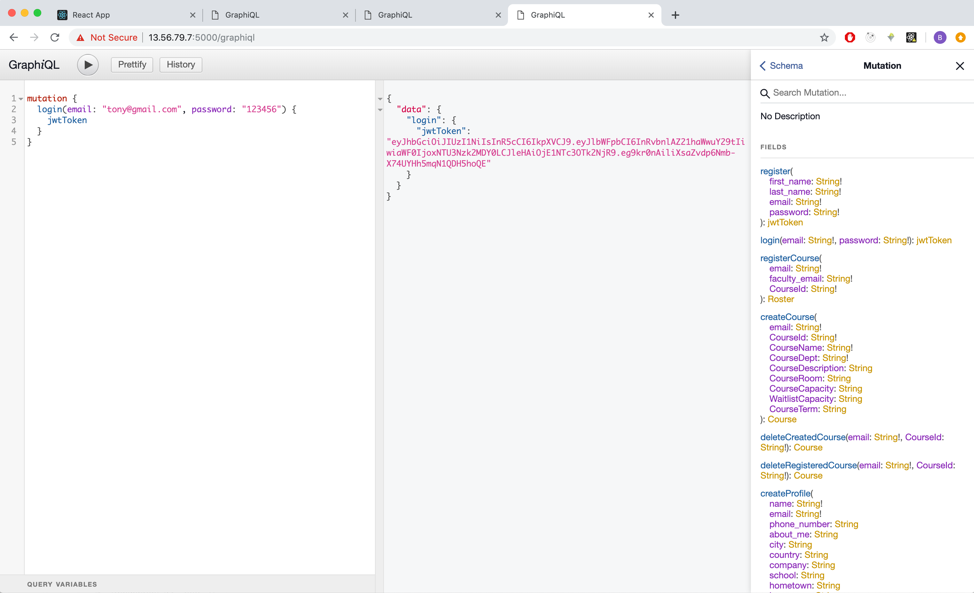 React App
GraphiQL
GraphiQL
GraphiQL
Not Secure | 13.56.79.7:5000/graphiql
B
GraphiQL
Prettify
History
Schema
Mutation
1 mutation {
2 login(email: "tony@gmail.com", password: "123456") {
3 jwtToken
4 }
5 }
{
"data": {
"login": {
"jwtToken":
"eyJhbGciOiJIUzI1NiIsInR5cCI6IkpXVCJ9.eyJlbWFpbCI6InRvbnlAZ21haWwuY29tIi
wiaWF0IjoxNTU3Nzk2MDY0LCJleHAiOjE1NTc3OTk2NjR9.eg9kr0nAiliXsaZvdp6Nmb-
X74UYHh5mqN1QDH5hoQE"
}
}
}
QUERY VARIABLES
Search Mutation...
No Description
FIELDS
register(
first_name: String!
last_name: String!
email: String!
password: String!
): jwtToken
login(email: String!, password: String!): jwtToken
registerCourse(
email: String!
faculty_email: String!
CourseId: String!
): Roster
createCourse(
email: String!
CourseId: String!
CourseName: String!
CourseDept: String!
CourseDescription: String
CourseRoom: String
CourseCapacity: String
WaitlistCapacity: String
CourseTerm: String
): Course
deleteCreatedCourse(email: String!, CourseId:
String!): Course
deleteRegisteredCourse(email: String!, CourseId:
String!): Course
createProfile(
name: String!
email: String!
phone_number: String
about_me: String
city: String
country: String
company: String
school: String
hometown: String